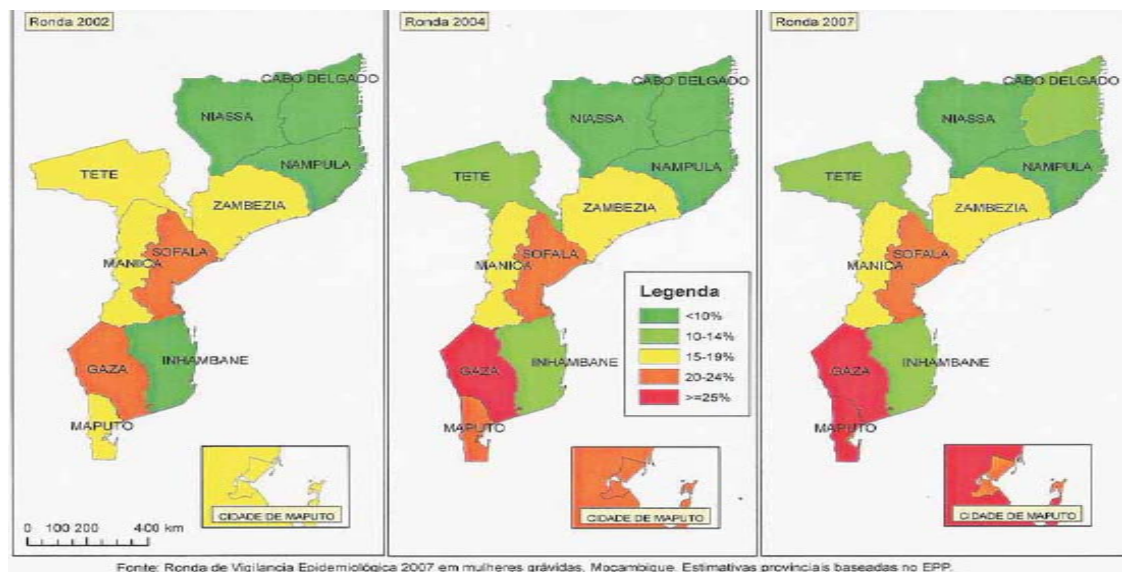 Ronda 2002
CABO DELGADO
NIASSA
NAMPULA
TETE
ZAMBEZIA
SOFALA
MANICA
INHAMBANE
GAZA
MAPUTO
CIDADE DE MAPUTO
0 100 200 400 km
Ronda 2004
CABO DELGADO
NIASSA
NAMPULA
TETE
ZAMBEZIA
SOFALA
MANICA
INHAMBANE
GAZA
MAPUTO
Legenda
<10%
10-14%
15-19%
20-24%
>=25%
CIDADE DE MAPUTO
Ronda 2007
CABO DELGADO
NIASSA
NAMPULA
TETE
ZAMBEZIA
SOFALA
MANICA
INHAMBANE
GAZA
MAPUTO
CIDADE DE MAPUTO
Fonte: Ronda de Vigilancia Epidemiológica 2007 em mulheres grávidas, Moçambique. Estimativas provinciais baseadas no EPP.